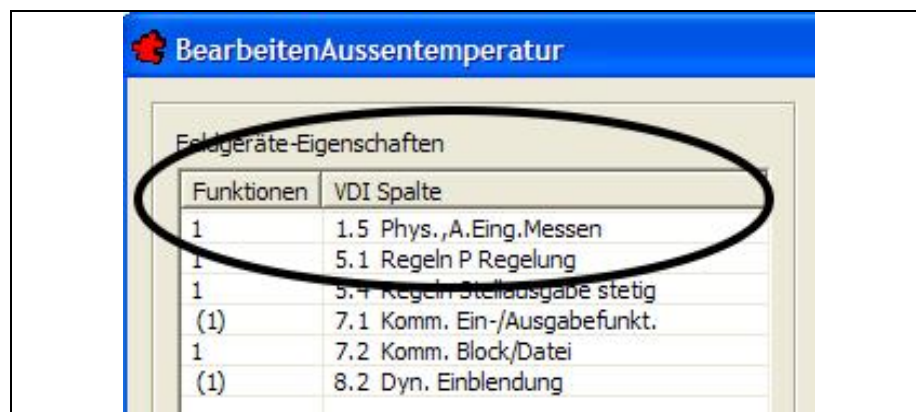 BearbeitenAussentemperatur
Feldgeräte-Eigenschaften
Funktionen VDI Spalte
1 1.5 Phys.,A.Eing.Messen
1 5.1 Regeln P Regelung
1 5.4 Regeln Stellausgabe stetig
(1) 7.1 Komm. Ein-/Ausgabefunkt.
1 7.2 Komm. Block/Datei
(1) 8.2 Dyn. Einblendung